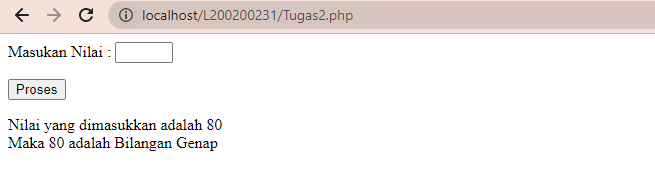 localhost/L200200231/Tugas2.php
Masukan Nilai :
Proses
Nilai yang dimasukkan adalah 80
Maka 80 adalah Bilangan Genap